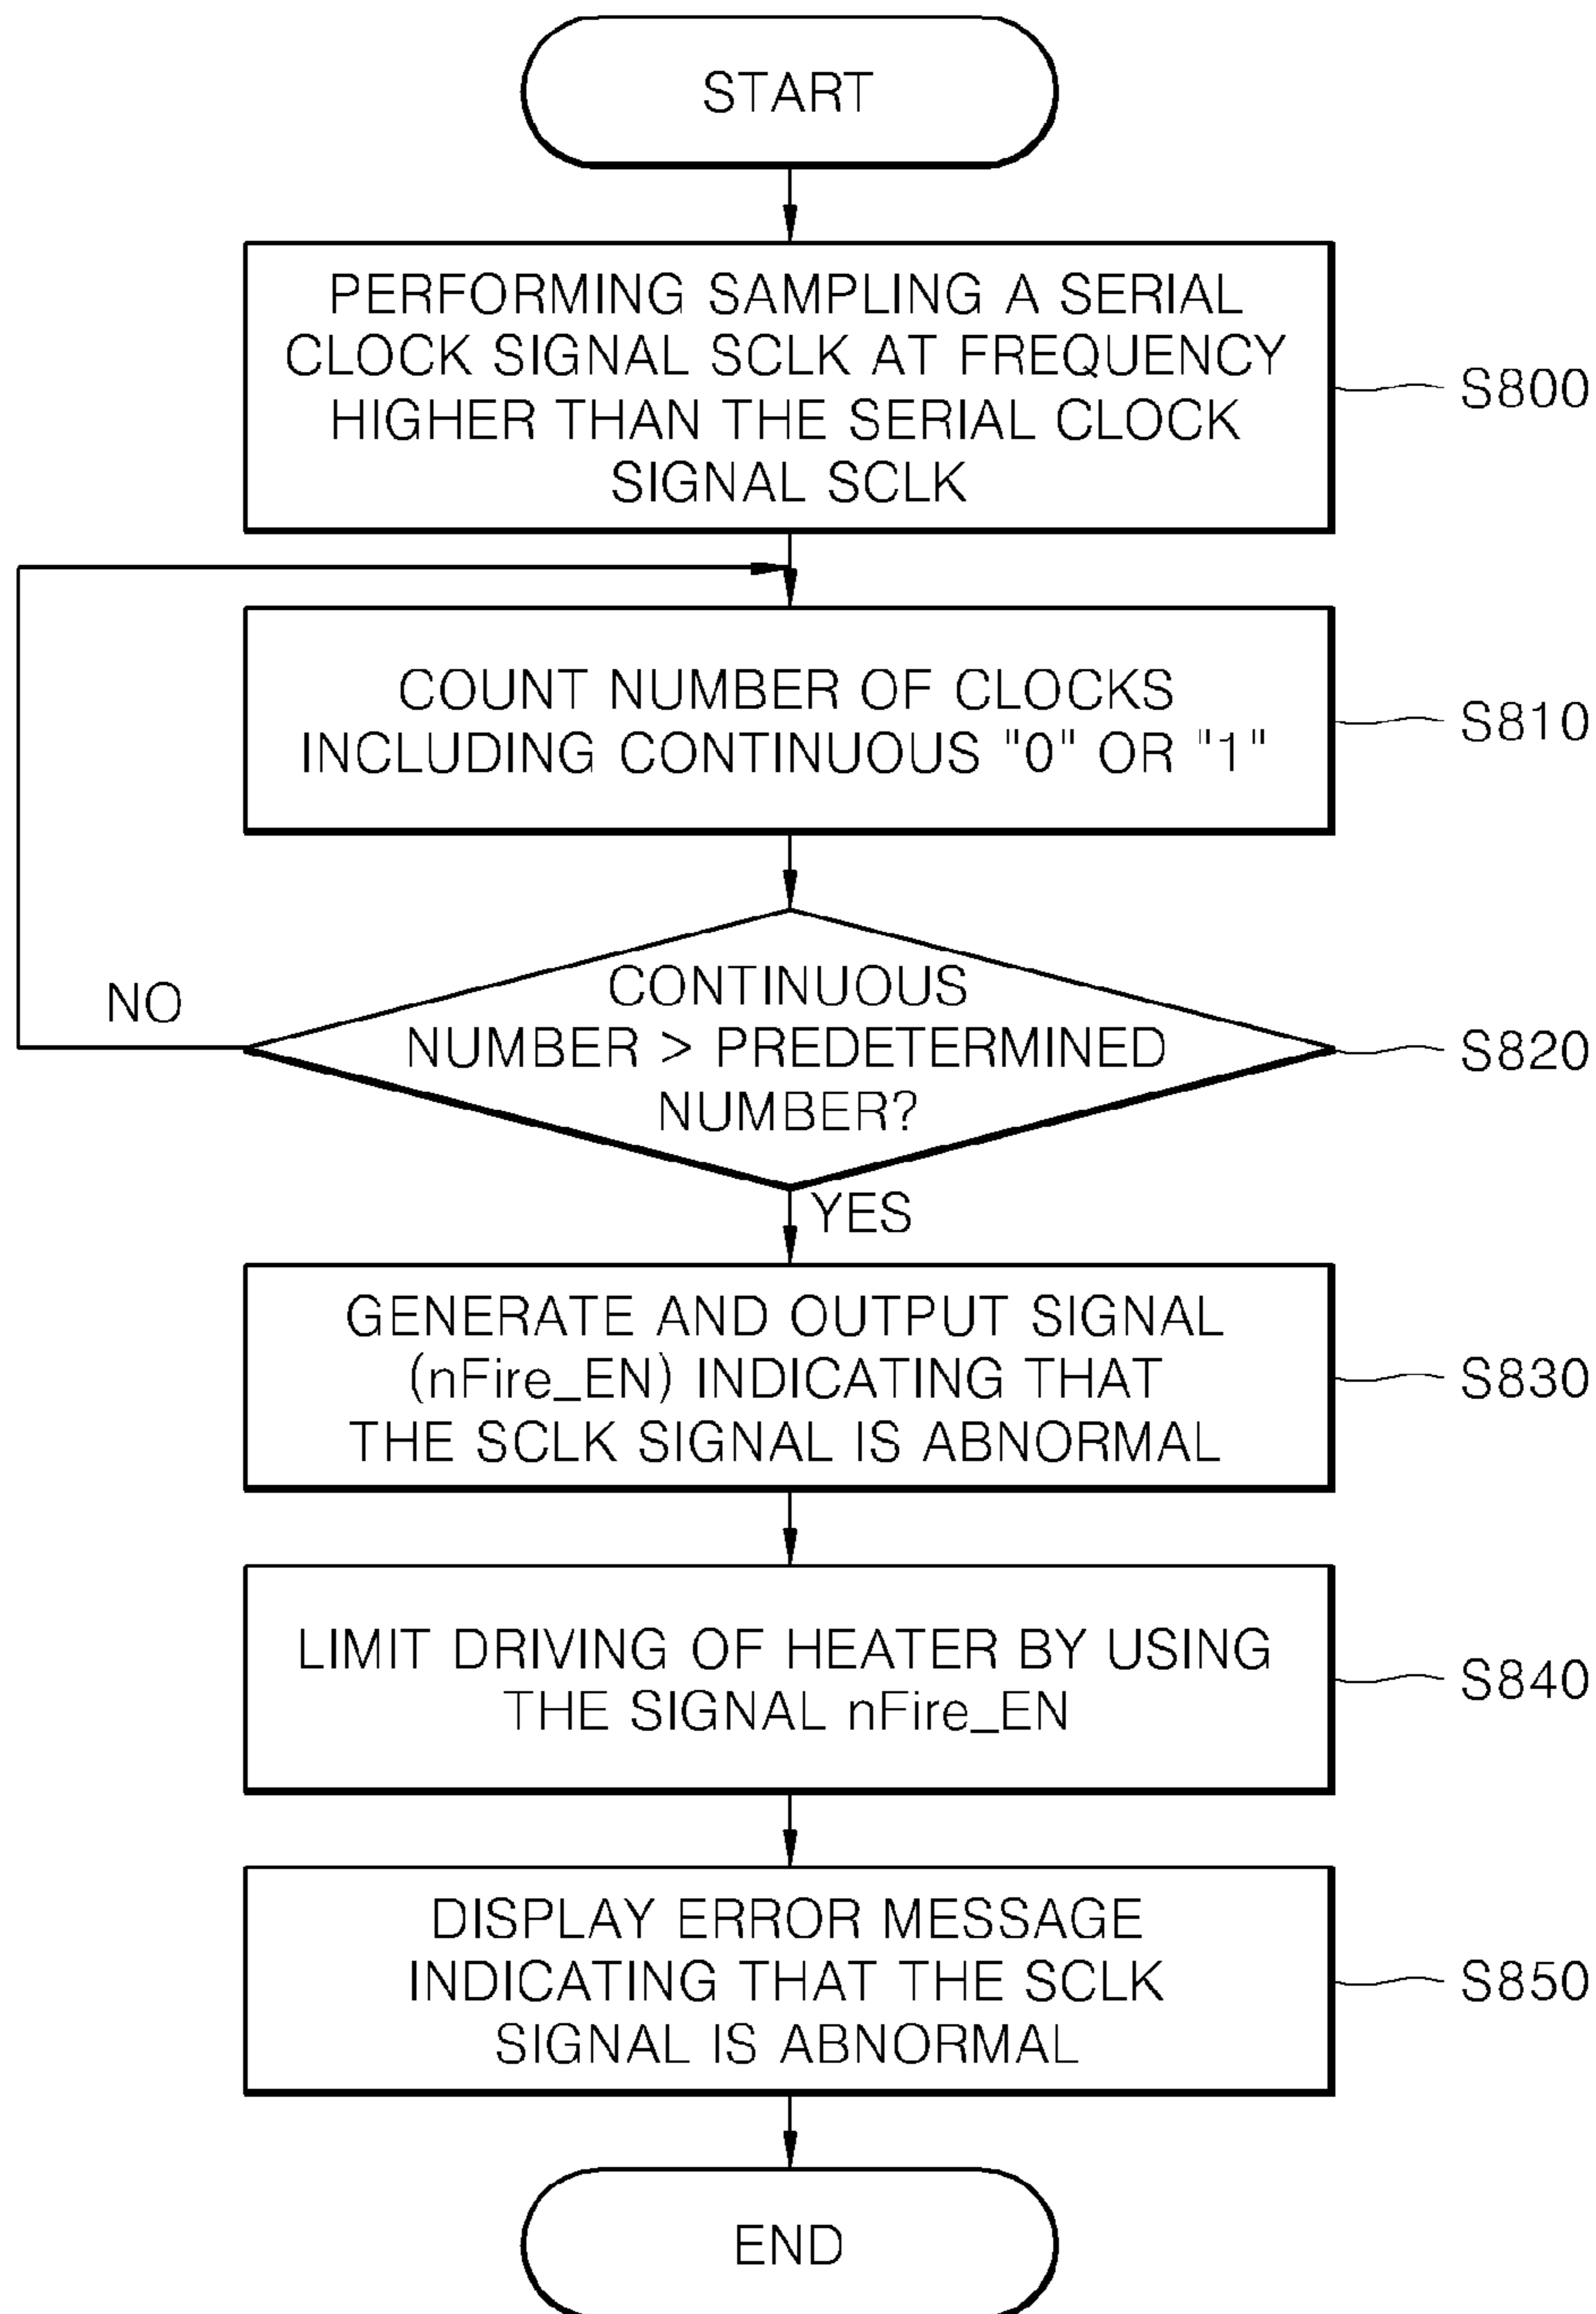 START
PERFORMING SAMPLING A SERIAL
CLOCK SIGNAL SCLK AT FREQUENCY
HIGHER THAN THE SERIAL CLOCK
SIGNAL SCLK
S800
COUNT NUMBER OF CLOCKS
INCLUDING CONTINUOUS "0" OR "1"
S810
NO
CONTINUOUS
NUMBER > PREDETERMINED
NUMBER?
S820
YES
GENERATE AND OUTPUT SIGNAL
(nFire_EN) INDICATING THAT
THE SCLK SIGNAL IS ABNORMAL
S830
LIMIT DRIVING OF HEATER BY USING
THE SIGNAL nFire_EN
S840
DISPLAY ERROR MESSAGE
INDICATING THAT THE SCLK
SIGNAL IS ABNORMAL
S850
END